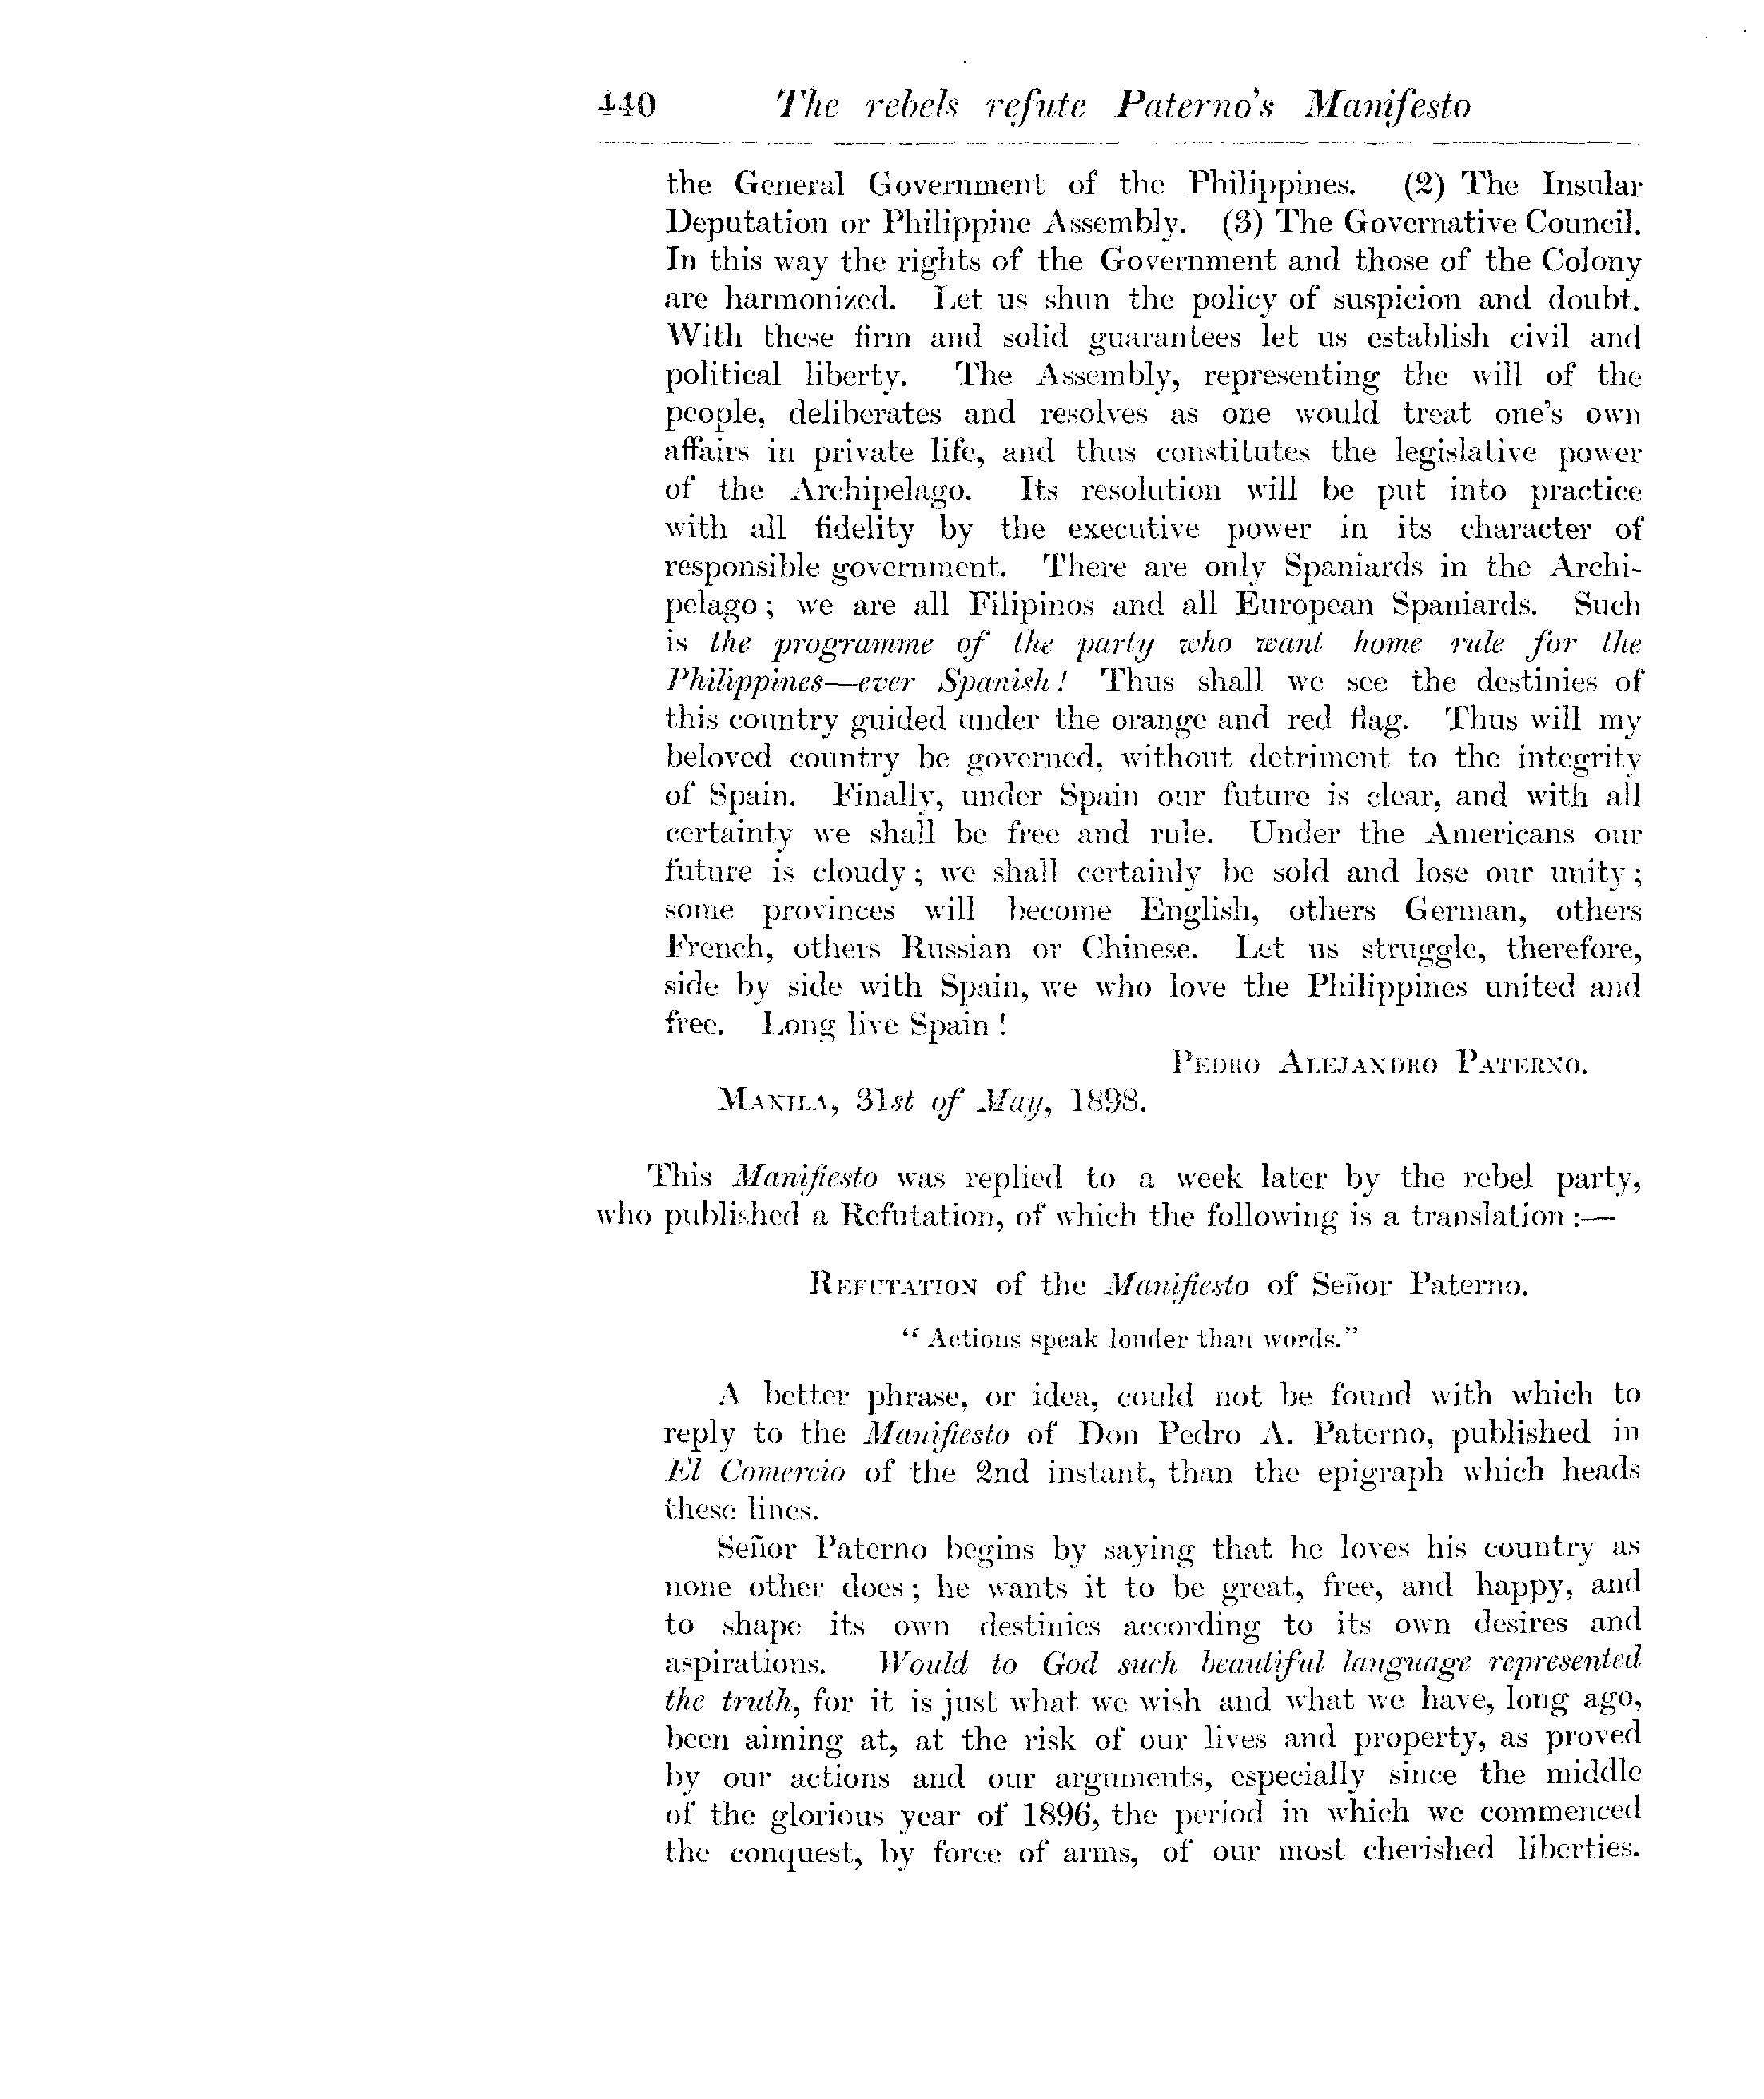 440 The rebels refute Paterno's Manifesto
the General Government of the Philippines. (2) The Insular
Deputation or Philippine Assembly. (3) The Governative Council.
In this way the rights of the Government and those of the Colony
are harmonized. Let us shun the policy of suspicion and doubt.
With these firm and solid guarantees let us establish civil and
political liberty. The Assembly, representing the will of the
people, deliberates and resolves as one would treat one's own
affairs in private life, and thus constitutes the legislative power
of the Archipelago. Its resolution will be put into practice
with all fidelity by the executive power in its character of
responsible government. There are only Spaniards in the Archi-
pelago; we are all Filipinos and all European Spaniards. Such
is the programme of the party who want home rule for the
Philippines—ever Spanish! Thus shall we see the destinies of
this country guided under the orange and red flag. Thus will my
beloved country be governed, without detriment to the integrity
of Spain. Finally, under Spain our future is clear, and with all
certainty we shall be free and rule. Under the Americans our
future is cloudy; we shall certainly be sold and lose our unity;
some provinces will become English, others German, others
French, others Russian or Chinese. Let us struggle, therefore,
side by side with Spain, we who love the Philippines united and
free. Long live Spain!
PEDRO ALEJANDRO PATERNO.
MANILA, 31st of May, 1898.
This Manifiesto was replied to a week later by the rebel party,
who published a Refutation, of which the following is a translation:—
REFUTATION of the Manifiesto of Señor Paterno.
"Actions speak louder than words."
A better phrase, or idea, could not be found with which to
reply to the Manifiesto of Don Pedro A. Paterno, published in
El Comercio of the 2nd instant, than the epigraph which heads
these lines.
Señor Paterno begins by saying that he loves his country as
none other does; he wants it to be great, free, and happy, and
to shape its own destinies according to its own desires and
aspirations. Would to God such beautiful language represented
the truth, for it is just what we wish and what we have, long ago,
been aiming at, at the risk of our lives and property, as proved
by our actions and our arguments, especially since the middle
of the glorious year of 1896, the period in which we commenced
the conquest, by force of arms, of our most cherished liberties.